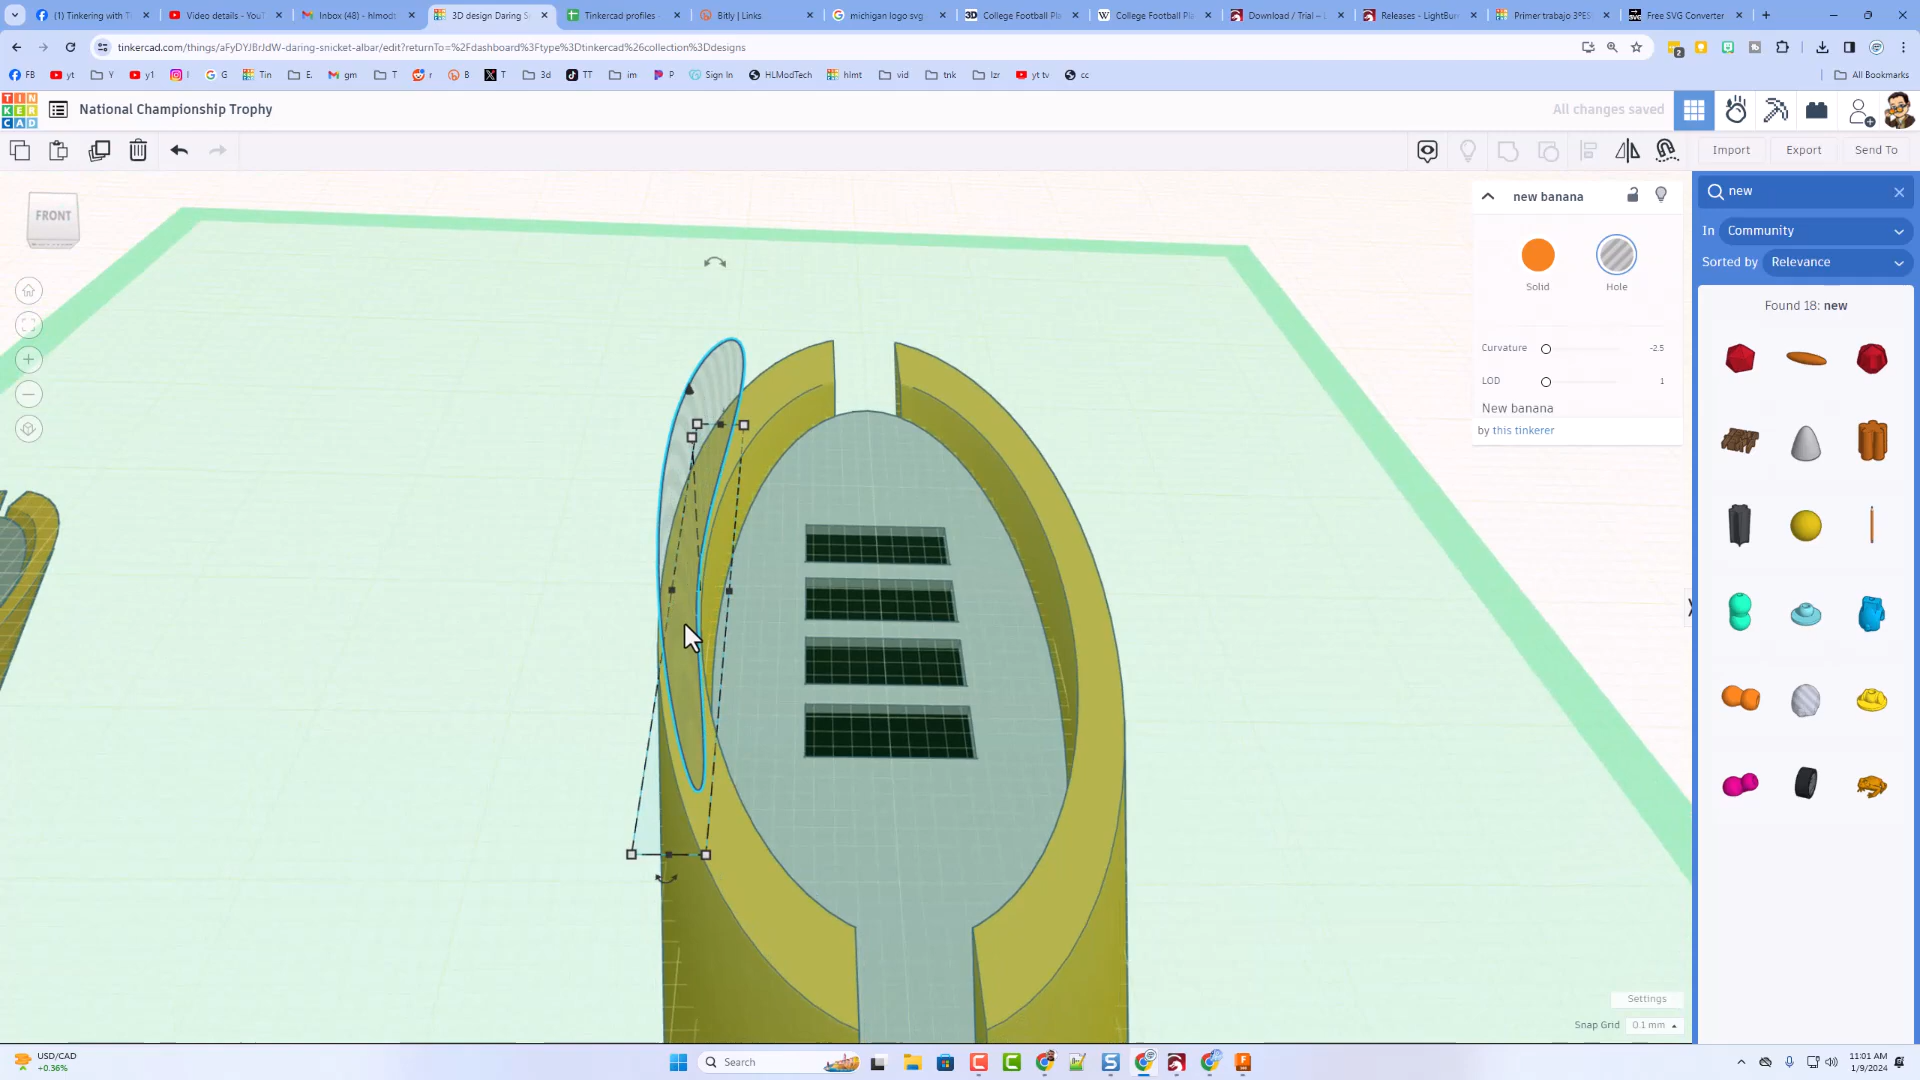 (1) Tinkering with T
Video details - YouT
Inbox (48) - hlmodt
3D design Daring S
Tinkercad profiles -
Bitly | Links
michigan logo svg
College Football Pl
College Football Pla
Download / Trial – L
Releases - LightBur
Primer trabajo 3ºES
Free SVG Converter
tinkercad.com/things/aFyDYJBrJdW-daring-snicket-albar/edit?returnTo=%2Fdashboard%3Ftype%3Dtinkercad%26collection%3Ddesigns
FB
yt
Y
y1
I
G
Tin
E.
gm
T
r
B
T
3d
TT
im
P
Sign In
HLModTech
hlmt
vid
tnk
lzr
yt tv
cc
All Bookmarks
TIN
KER
CAD
National Championship Trophy
All changes saved
Import
Export
Send To
FRONT
new banana
Solid
Hole
Curvature
-2.5
LOD
1
New banana
by this tinkerer
new
In Community
Sorted by Relevance
Found 18: new
Settings
Snap Grid 0.1 mm
USD/CAD
+0.36%
Search
11:01 AM
1/9/2024